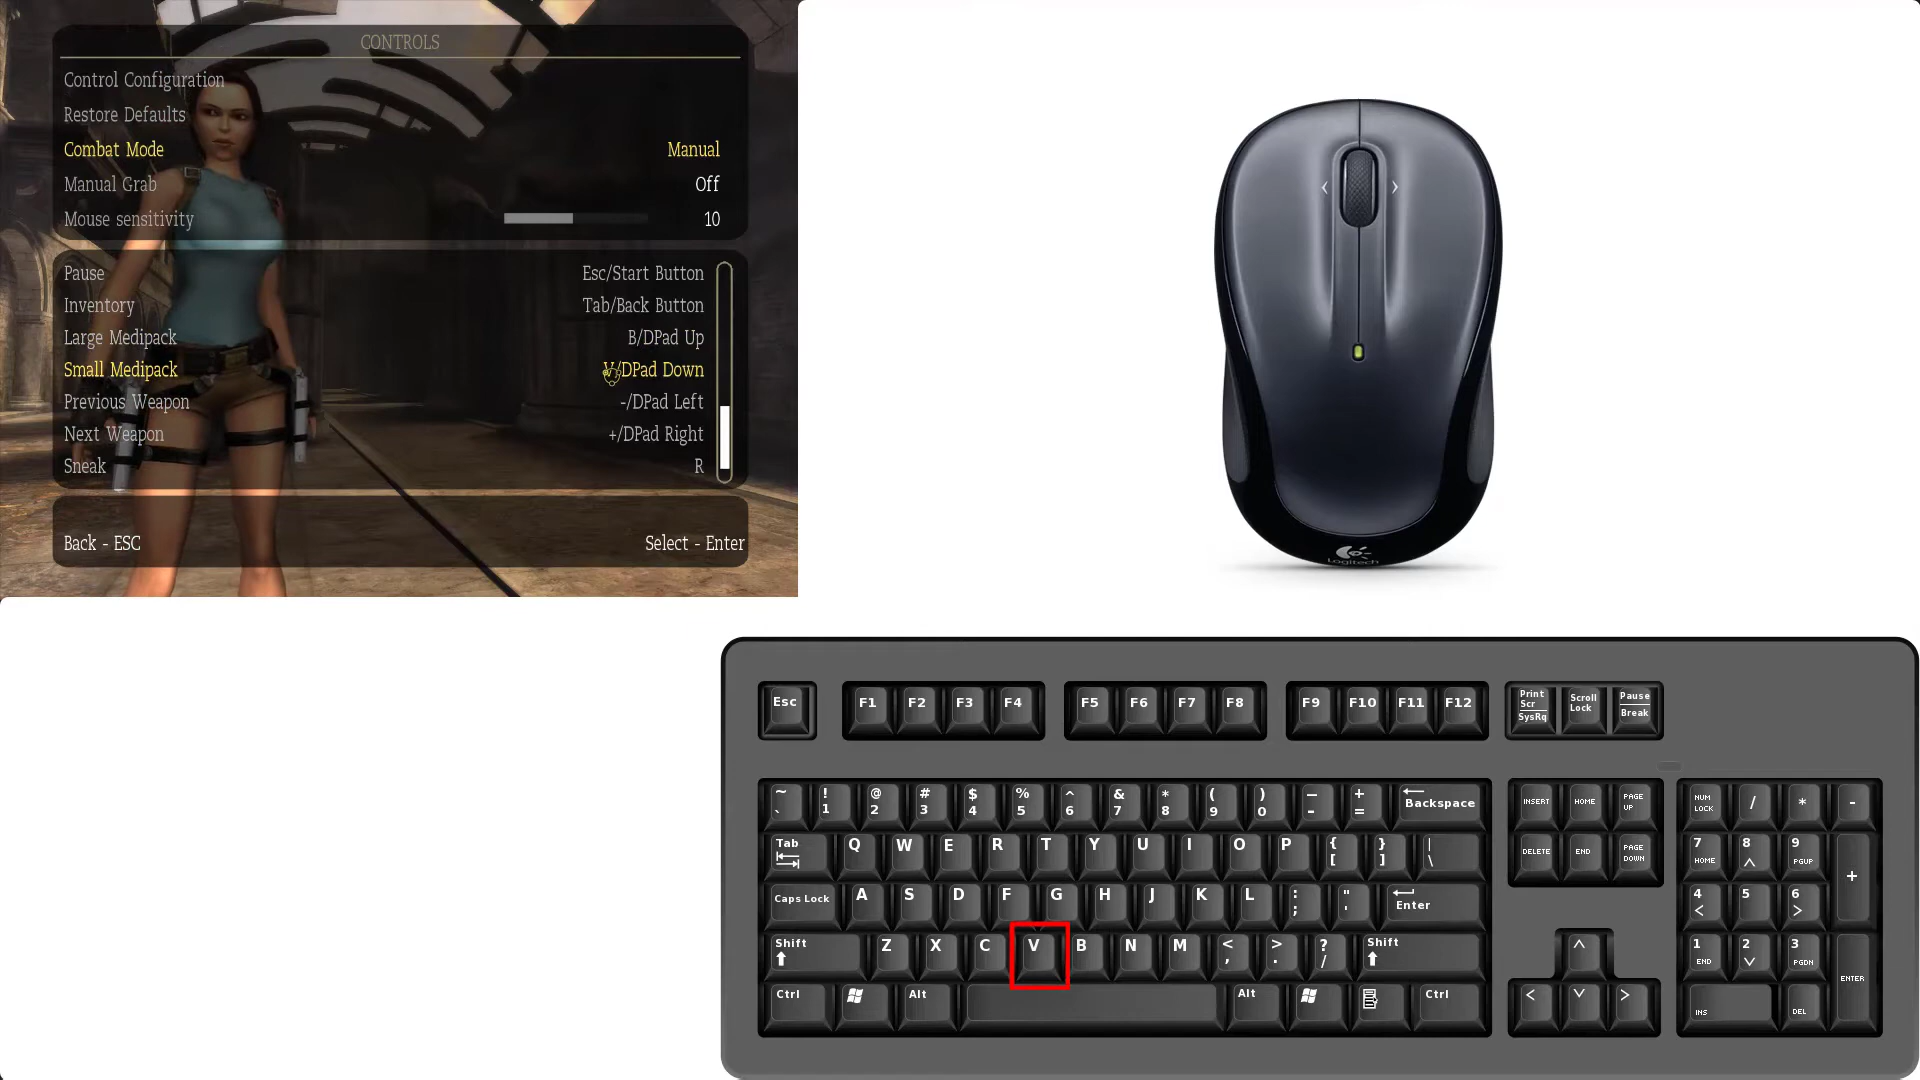 CONTROLS
Control Configuration
Restore Defaults
Combat Mode Manual
Manual Grab Off
Mouse sensitivity 10
Pause Esc/Start Button
Inventory Tab/Back Button
Large Medipack B/DPad Up
Small Medipack V/DPad Down
Previous Weapon -/DPad Left
Next Weapon +/DPad Right
Sneak R
Back - ESC Select - Enter
Logitech
Esc F1 F2 F3 F4 F5 F6 F7 F8 F9 F10 F11 F12 Print Scr SysRq Scroll Lock Pause Break
~ ` ! 1 @ 2 # 3 $ 4 % 5 ^ 6 & 7 * 8 ( 9 ) 0 – - + = Backspace INSERT HOME PAGE UP NUM LOCK / * -
Tab Q W E R T Y U I O P { [ } ] | \ DELETE END PAGE DOWN 7 HOME 8 9 PGUP +
Caps Lock A S D F G H J K L : ; " ' Enter 4 < 5 6 >
Shift Z X C V B N M < , > . ? / Shift 1 END 2 3 PGDN ENTER
Ctrl Alt Alt Ctrl INS DEL